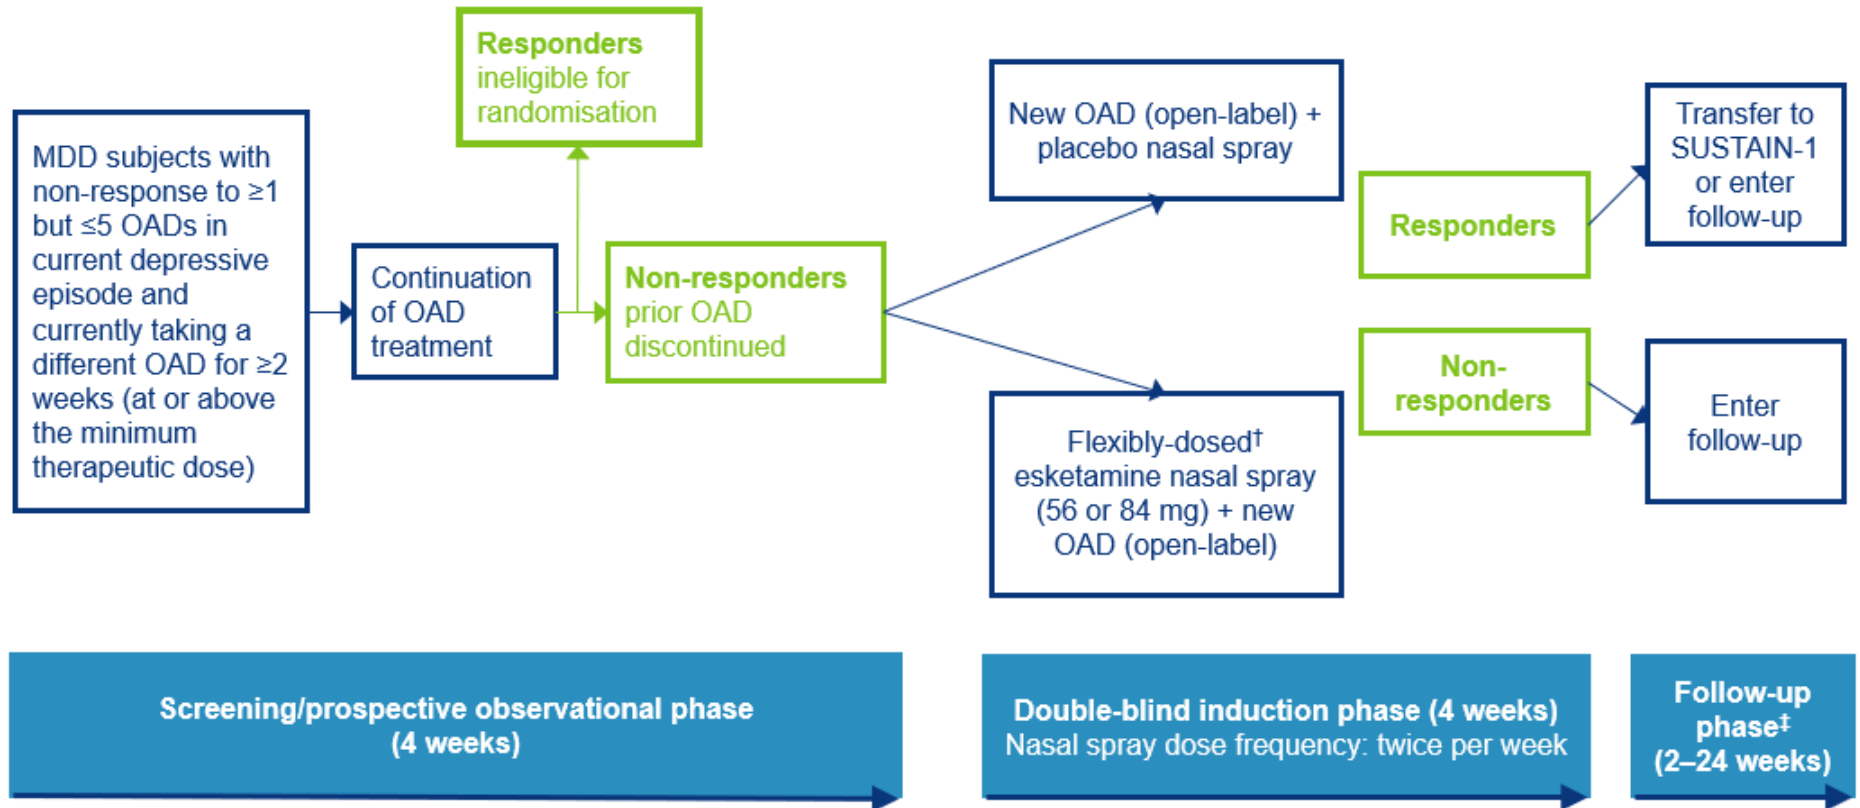 MDD subjects with
non-response to ≥1
but ≤5 OADs in
current depressive
episode and
currently taking a
different OAD for ≥2
weeks (at or above
the minimum
therapeutic dose)
Continuation
of OAD
treatment
Responders
ineligible for
randomisation
Non-responders
prior OAD
discontinued
New OAD (open-label) +
placebo nasal spray
Flexibly-dosed†
esketamine nasal spray
(56 or 84 mg) + new
OAD (open-label)
Responders
Non-
responders
Transfer to
SUSTAIN-1
or enter
follow-up
Enter
follow-up
Screening/prospective observational phase
(4 weeks)
Double-blind induction phase (4 weeks)
Nasal spray dose frequency: twice per week
Follow-up
phase‡
(2–24 weeks)